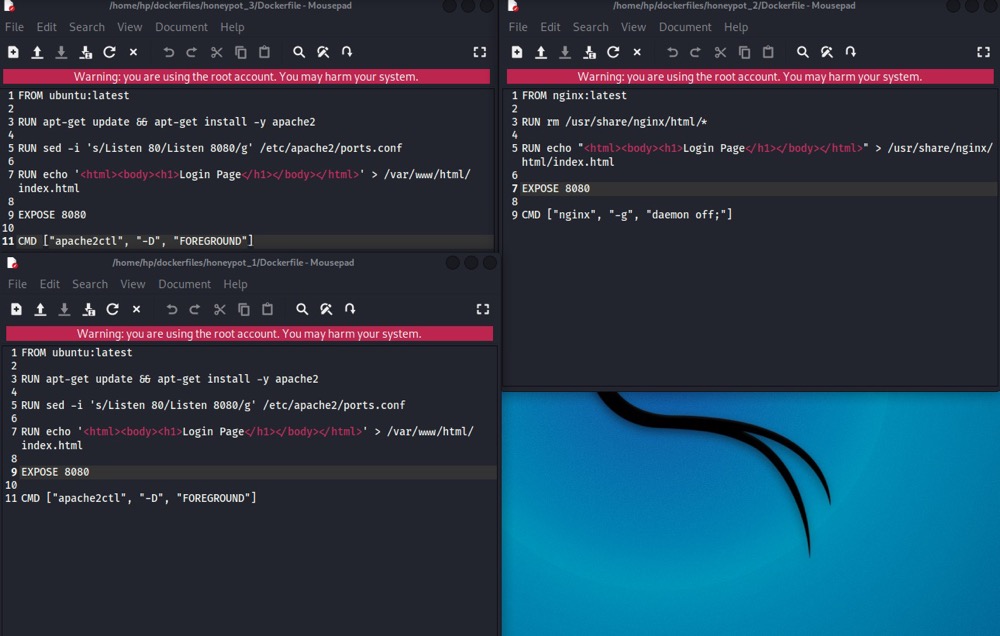 /home/hp/dockerfiles/honeypot_3/Dockerfile - Mousepad
File Edit Search View Document Help
Warning: you are using the root account. You may harm your system.
1 FROM ubuntu:latest
2
3 RUN apt-get update && apt-get install -y apache2
4
5 RUN sed -i 's/Listen 80/Listen 8080/g' /etc/apache2/ports.conf
6
7 RUN echo '<html><body><h1>Login Page</h1></body></html>' > /var/www/html/
index.html
8
9 EXPOSE 8080
10
11 CMD ["apache2ctl", "-D", "FOREGROUND"]
/home/hp/dockerfiles/honeypot_2/Dockerfile - Mousepad
File Edit Search View Document Help
Warning: you are using the root account. You may harm your system.
1 FROM nginx:latest
2
3 RUN rm /usr/share/nginx/html/*
4
5 RUN echo "<html><body><h1>Login Page</h1></body></html>" > /usr/share/nginx/
html/index.html
6
7 EXPOSE 8080
8
9 CMD ["nginx", "-g", "daemon off;"]
/home/hp/dockerfiles/honeypot_1/Dockerfile - Mousepad
File Edit Search View Document Help
Warning: you are using the root account. You may harm your system.
1 FROM ubuntu:latest
2
3 RUN apt-get update && apt-get install -y apache2
4
5 RUN sed -i 's/Listen 80/Listen 8080/g' /etc/apache2/ports.conf
6
7 RUN echo '<html><body><h1>Login Page</h1></body></html>' > /var/www/html/
index.html
8
9 EXPOSE 8080
10
11 CMD ["apache2ctl", "-D", "FOREGROUND"]